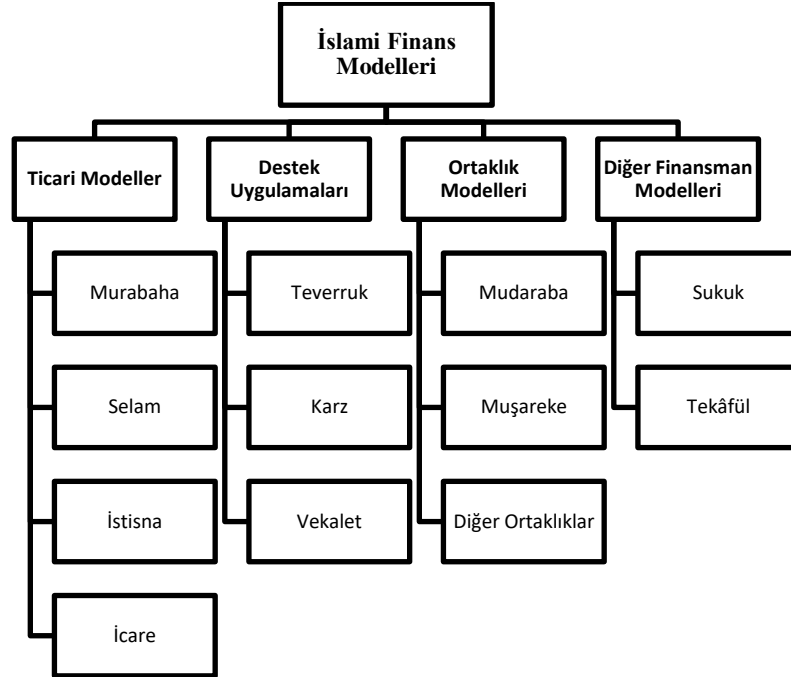 İslami Finans
Modelleri
Ticari Modeller
Destek
Uygulamaları
Ortaklık
Modelleri
Diğer Finansman
Modelleri
Murabaha
Teverruk
Mudaraba
Sukuk
Selam
Karz
Muşareke
Tekâfül
İstisna
Vekalet
Diğer Ortaklıklar
İcare